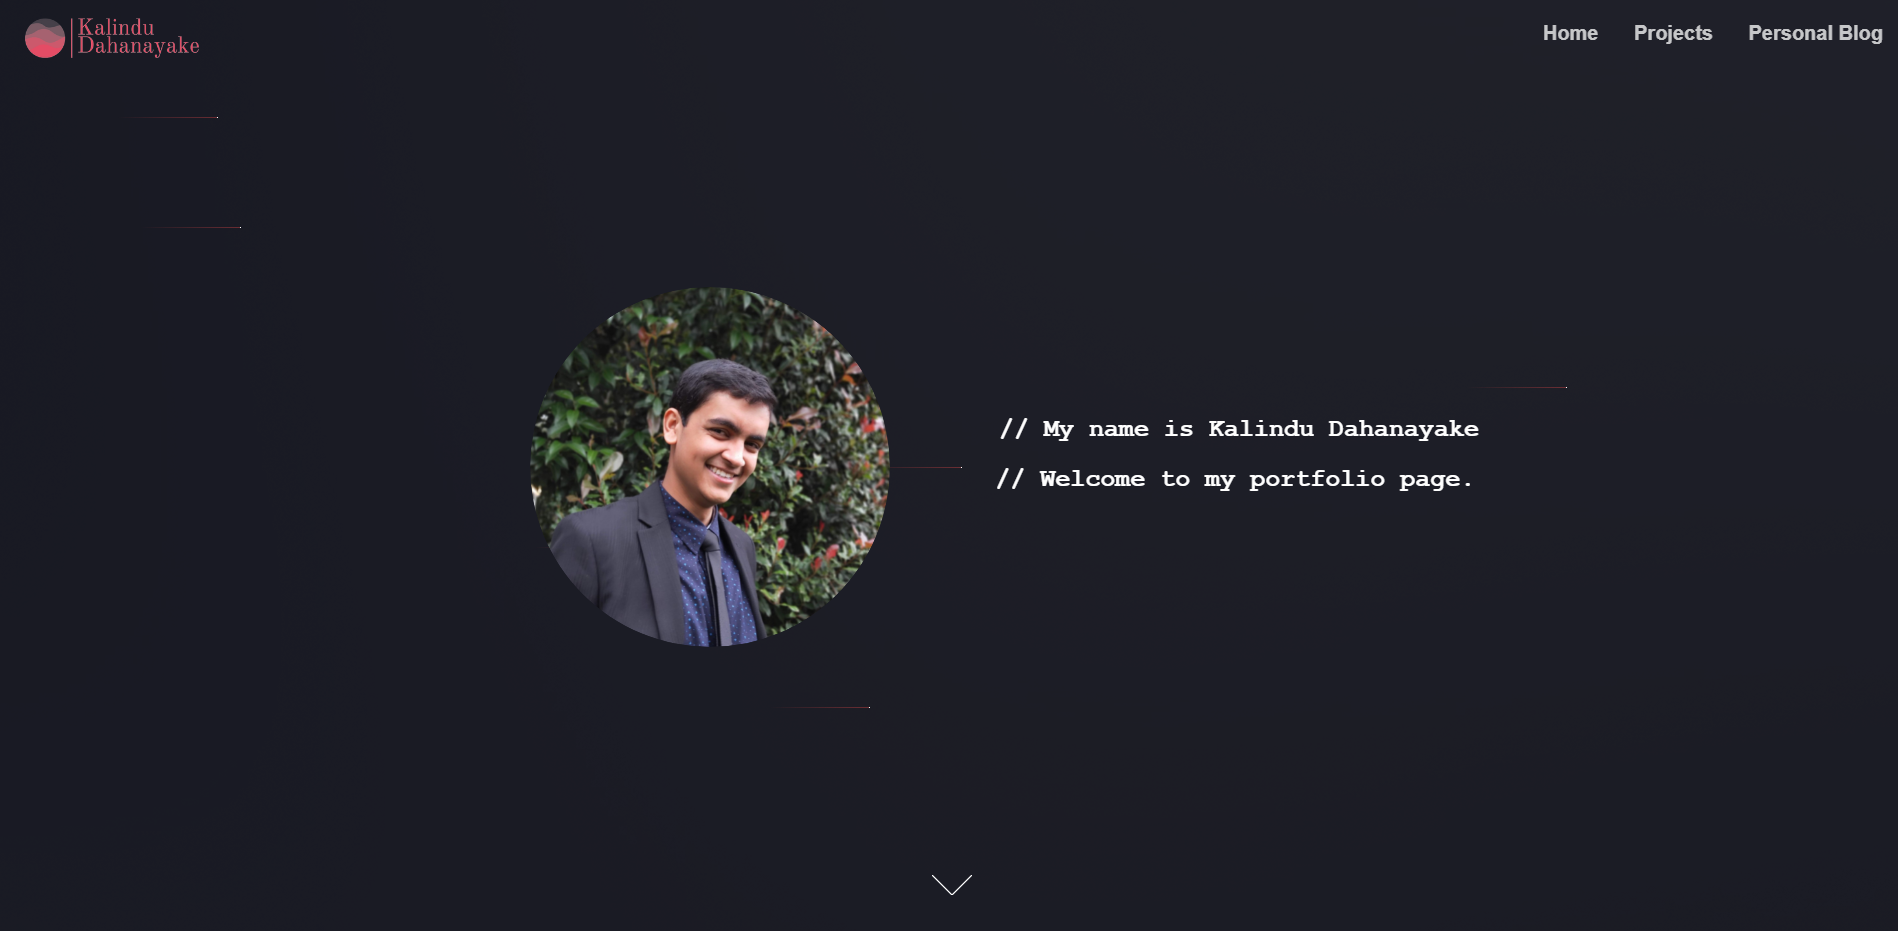 Kalindu
Dahanayake
Home Projects Personal Blog
// My name is Kalindu Dahanayake
// Welcome to my portfolio page.